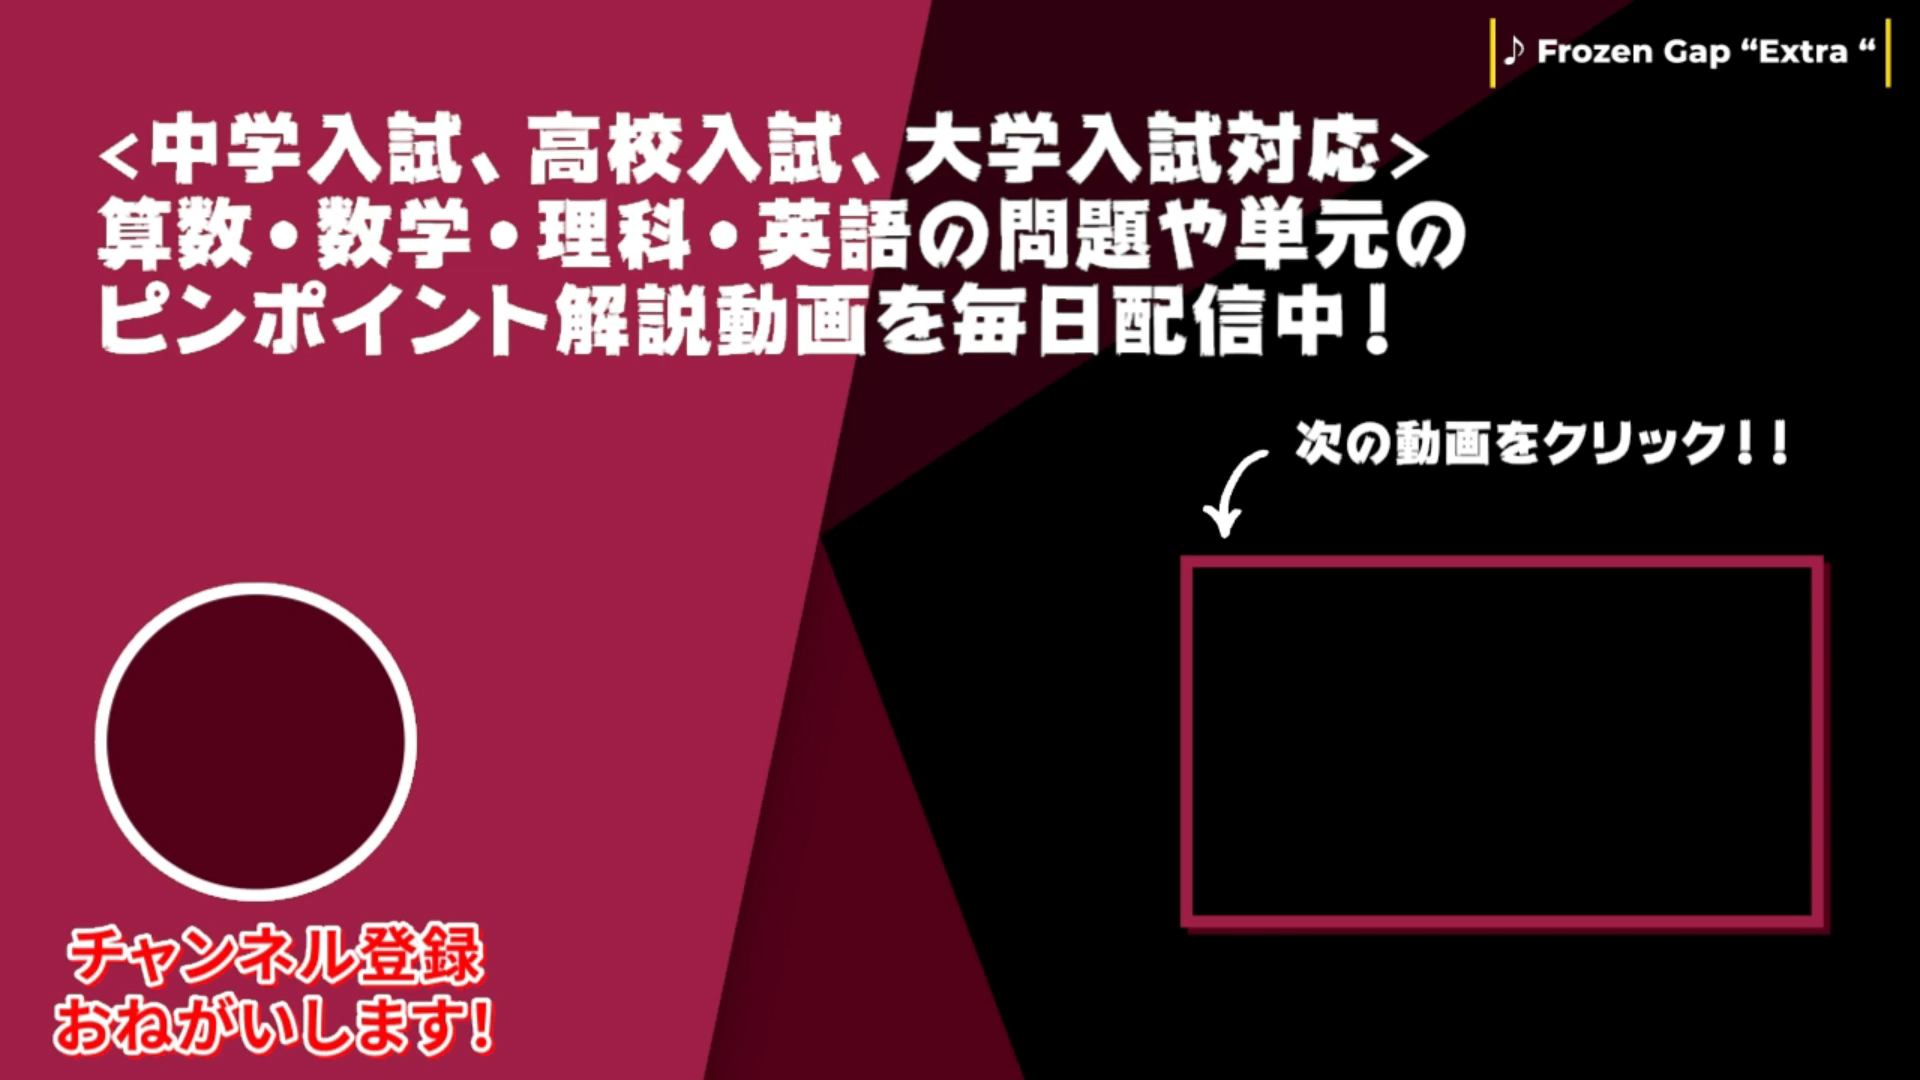 ♪ Frozen Gap “Extra “
<中学入試、高校入試、大学入試対応>
算数・数学・理科・英語の問題や単元の
ピンポイント解説動画を毎日配信中！
次の動画をクリック！！
チャンネル登録
おねがいします！